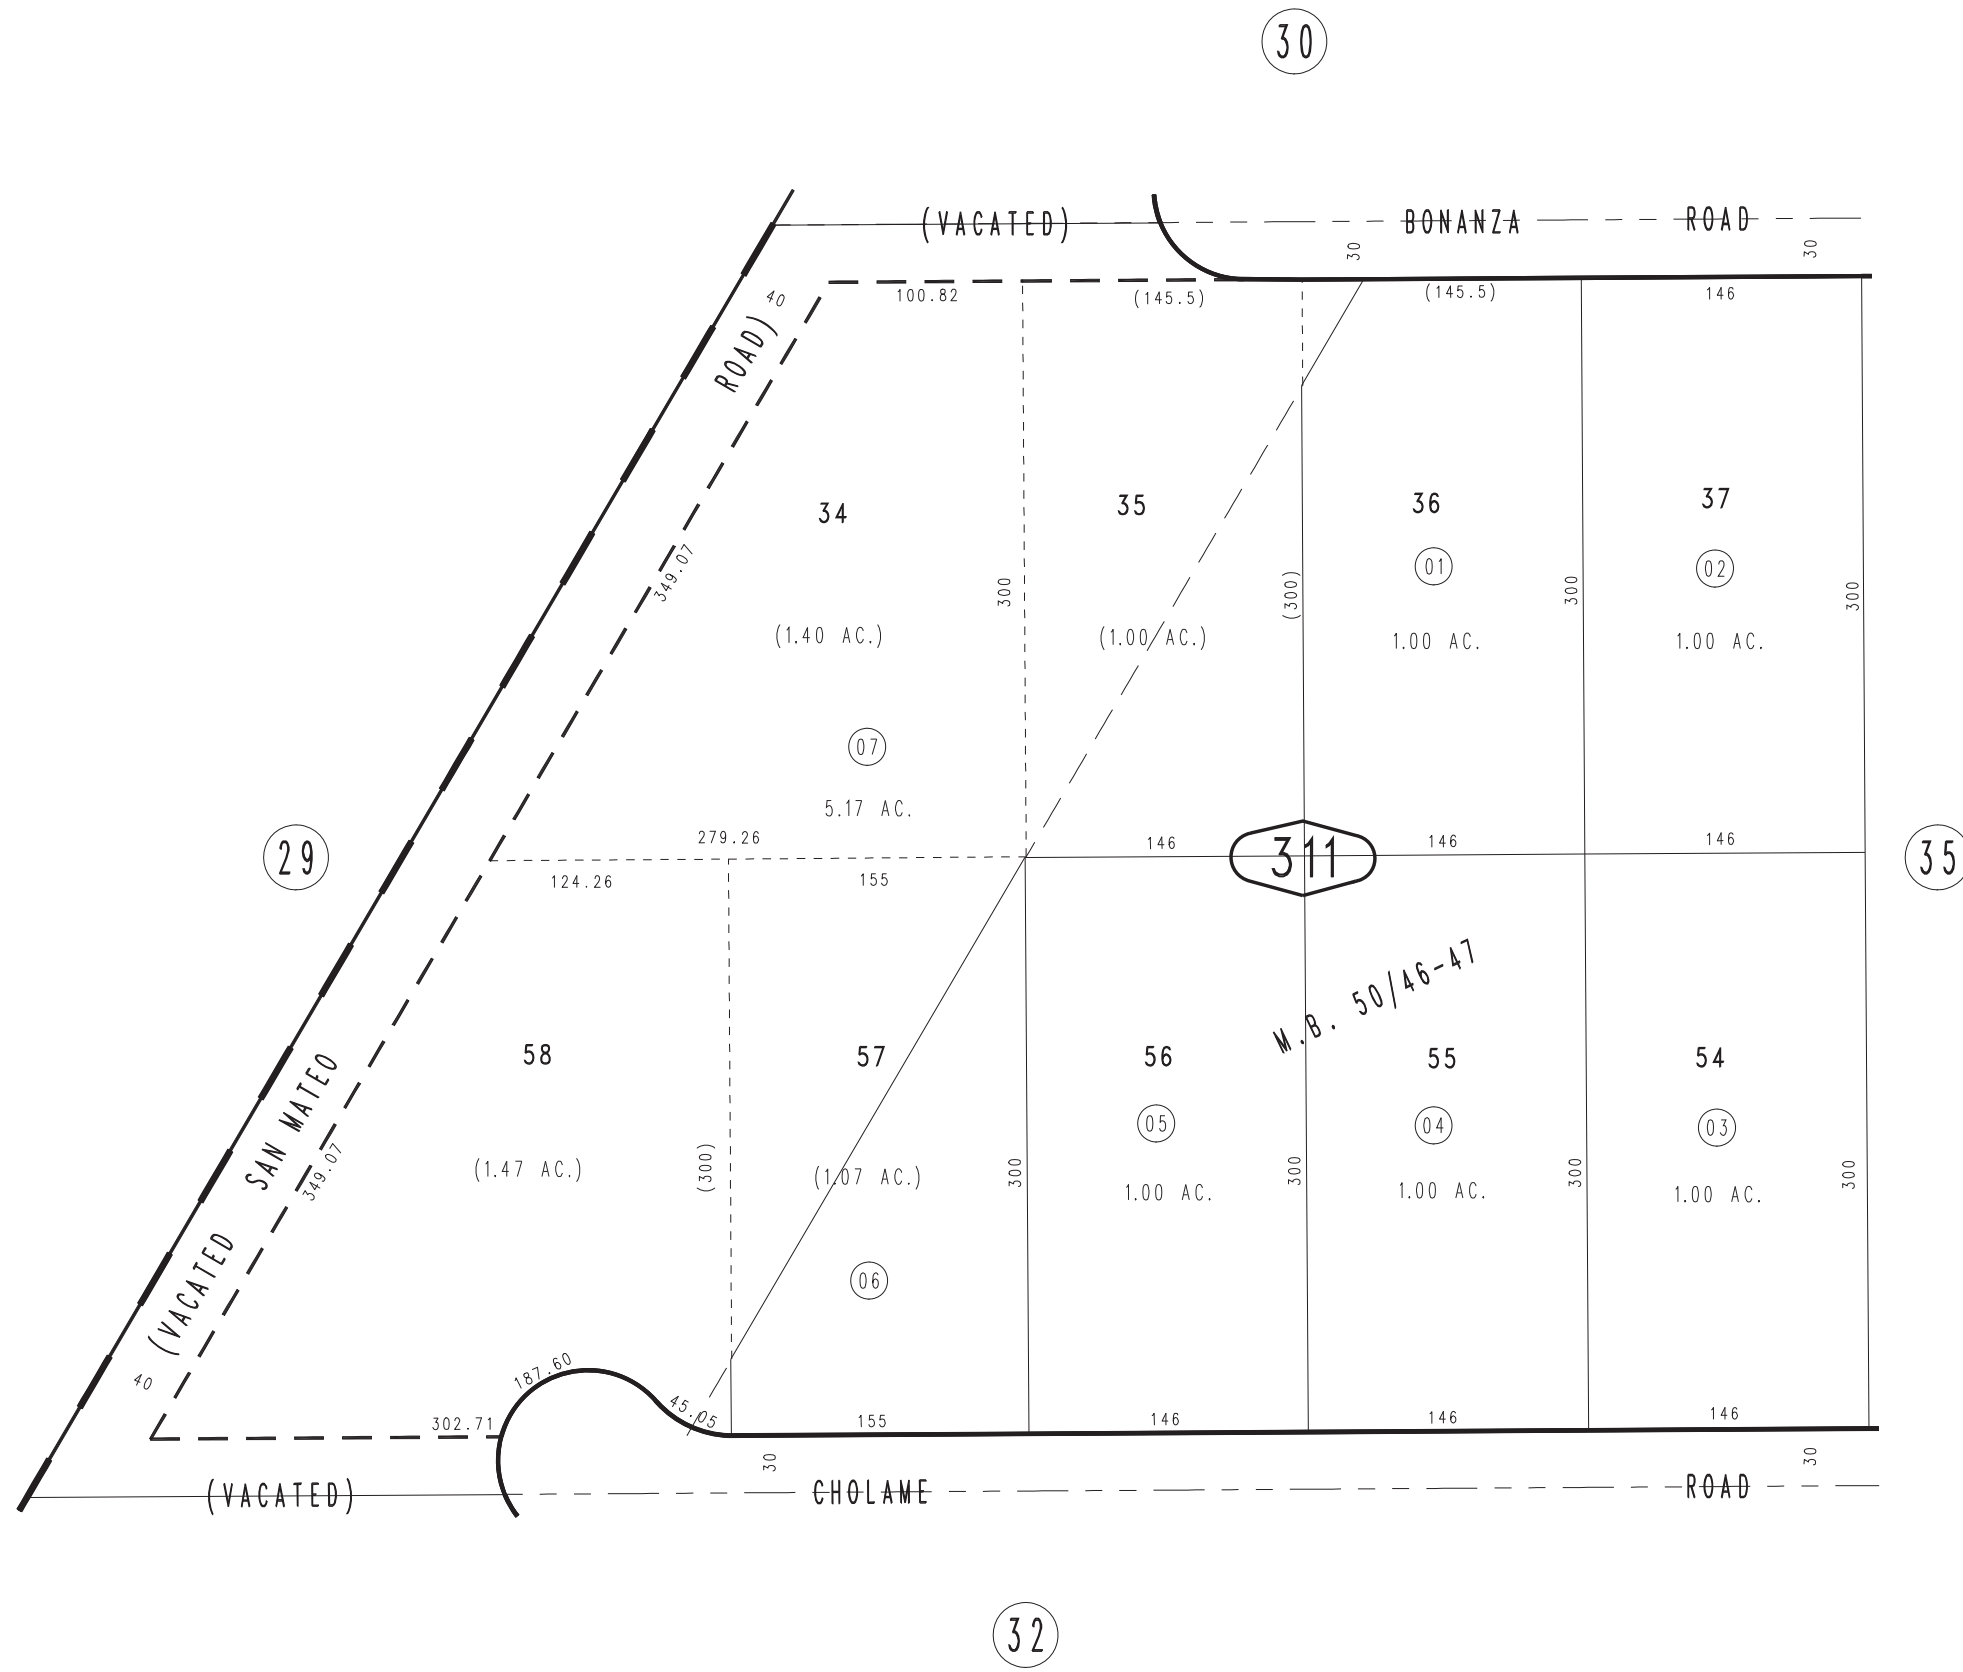 30
(VACATED)
BONANZA
ROAD
30
30
40
100.82
(145.5)
(145.5)
146
ROAD)
34
35
36
37
01
02
349.07
300
(300)
300
300
(1.40 AC.)
(1.00 AC.)
1.00 AC.
1.00 AC.
07
5.17 AC.
279.26
146
311
146
146
29
35
124.26
155
M.B. 50/46-47
58
57
56
55
54
05
04
03
(VACATED SAN MATEO
349.07
(1.47 AC.)
(300)
(1.07 AC.)
300
1.00 AC.
300
1.00 AC.
300
1.00 AC.
300
06
40
187.60
45.05
302.71
155
146
146
146
30
30
(VACATED)
CHOLAME
ROAD
32